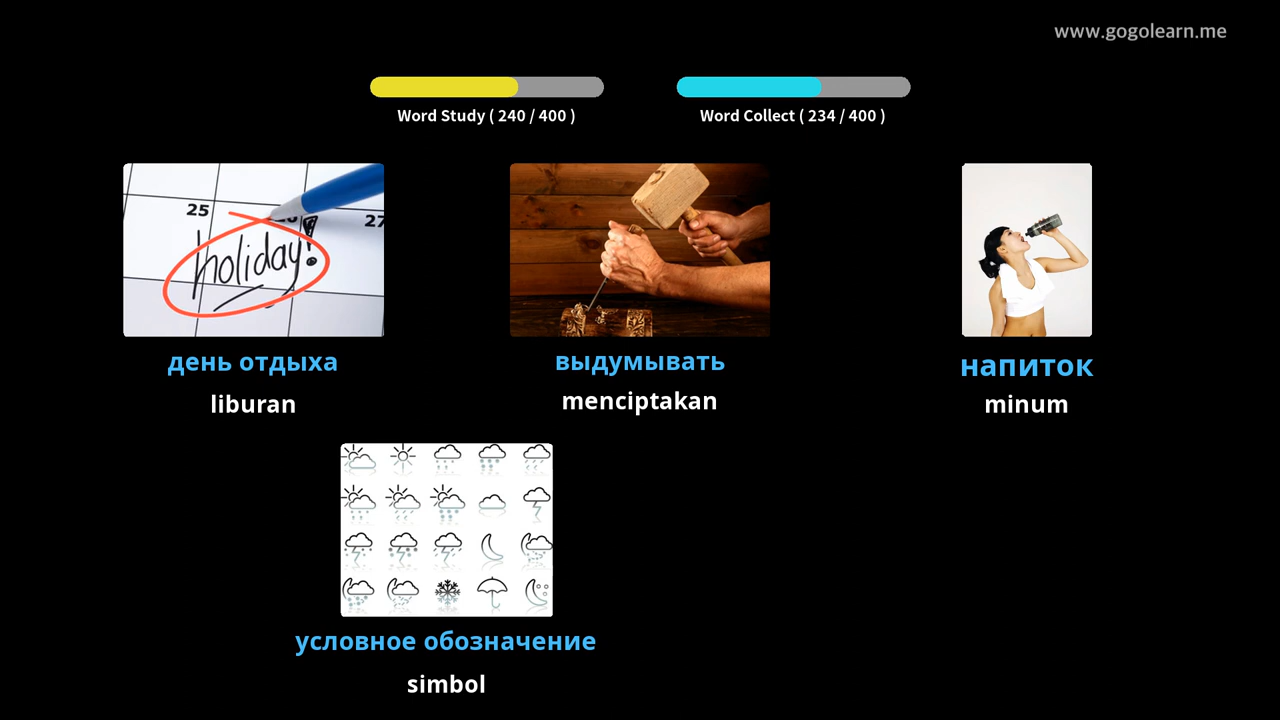 www.gogolearn.me
Word Study ( 240 / 400 )
Word Collect ( 234 / 400 )
25
27
holiday!
день отдыха
выдумывать
напиток
liburan
menciptakan
minum
условное обозначение
simbol